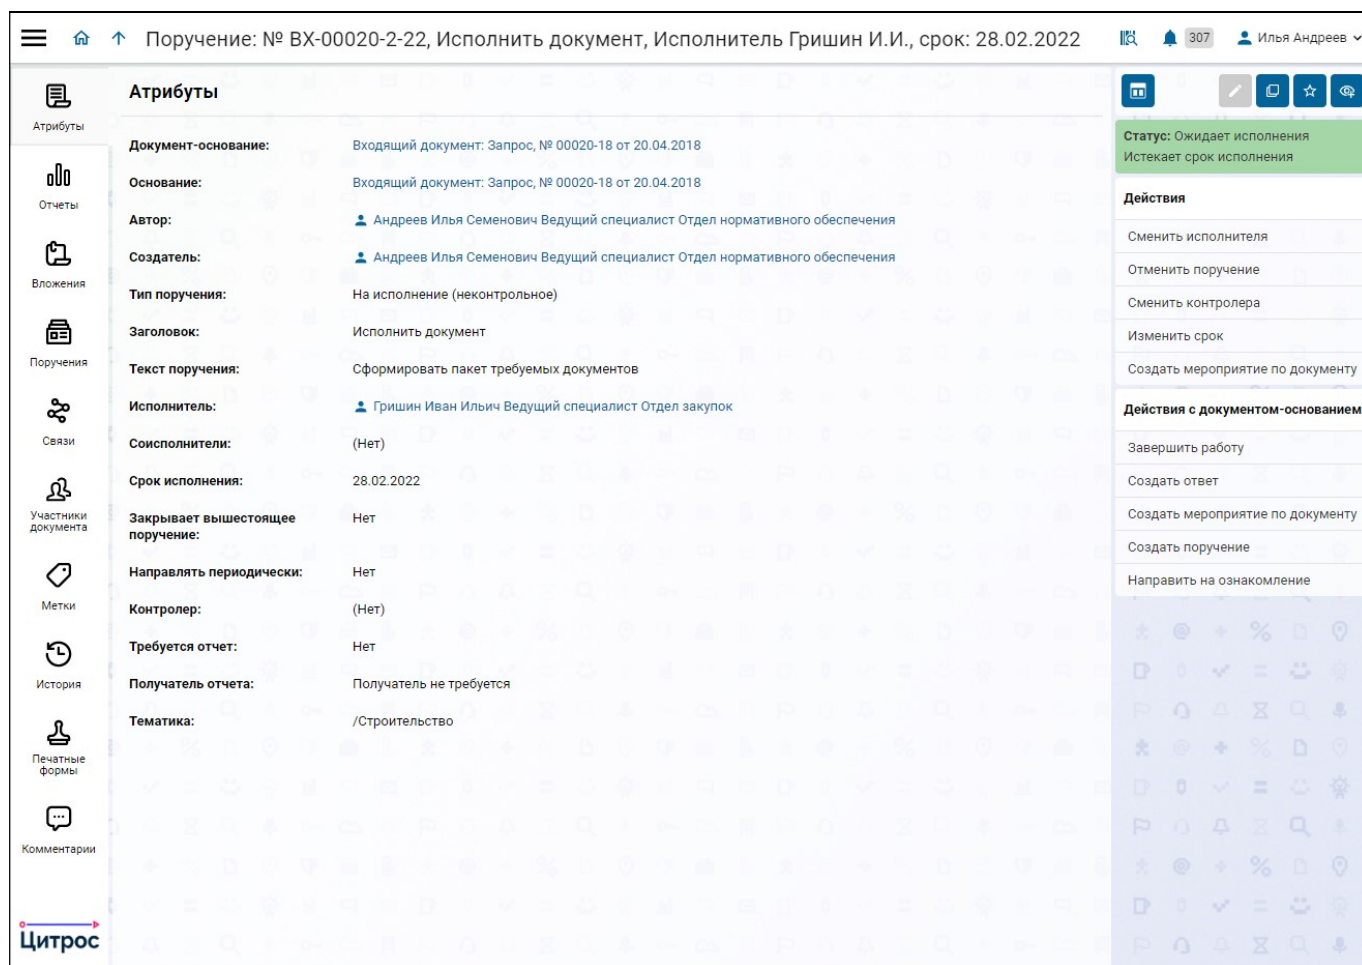 Поручение: № ВХ-00020-2-22, Исполнить документ, Исполнитель Гришин И.И., срок: 28.02.2022
307
Илья Андреев
Атрибуты
Отчеты
Вложения
Поручения
Связи
Участники
документа
Метки
История
Печатные
формы
Комментарии
Цитрос
Атрибуты
Документ-основание: Входящий документ: Запрос, № 00020-18 от 20.04.2018
Основание: Входящий документ: Запрос, № 00020-18 от 20.04.2018
Автор: Андреев Илья Семенович Ведущий специалист Отдел нормативного обеспечения
Создатель: Андреев Илья Семенович Ведущий специалист Отдел нормативного обеспечения
Тип поручения: На исполнение (неконтрольное)
Заголовок: Исполнить документ
Текст поручения: Сформировать пакет требуемых документов
Исполнитель: Гришин Иван Ильич Ведущий специалист Отдел закупок
Соисполнители: (Нет)
Срок исполнения: 28.02.2022
Закрывает вышестоящее Нет
поручение:
Направлять периодически: Нет
Контролер: (Нет)
Требуется отчет: Нет
Получатель отчета: Получатель не требуется
Тематика: /Строительство
Статус: Ожидает исполнения
Истекает срок исполнения
Действия
Сменить исполнителя
Отменить поручение
Сменить контролера
Изменить срок
Создать мероприятие по документу
Действия с документом-основанием
Завершить работу
Создать ответ
Создать мероприятие по документу
Создать поручение
Направить на ознакомление